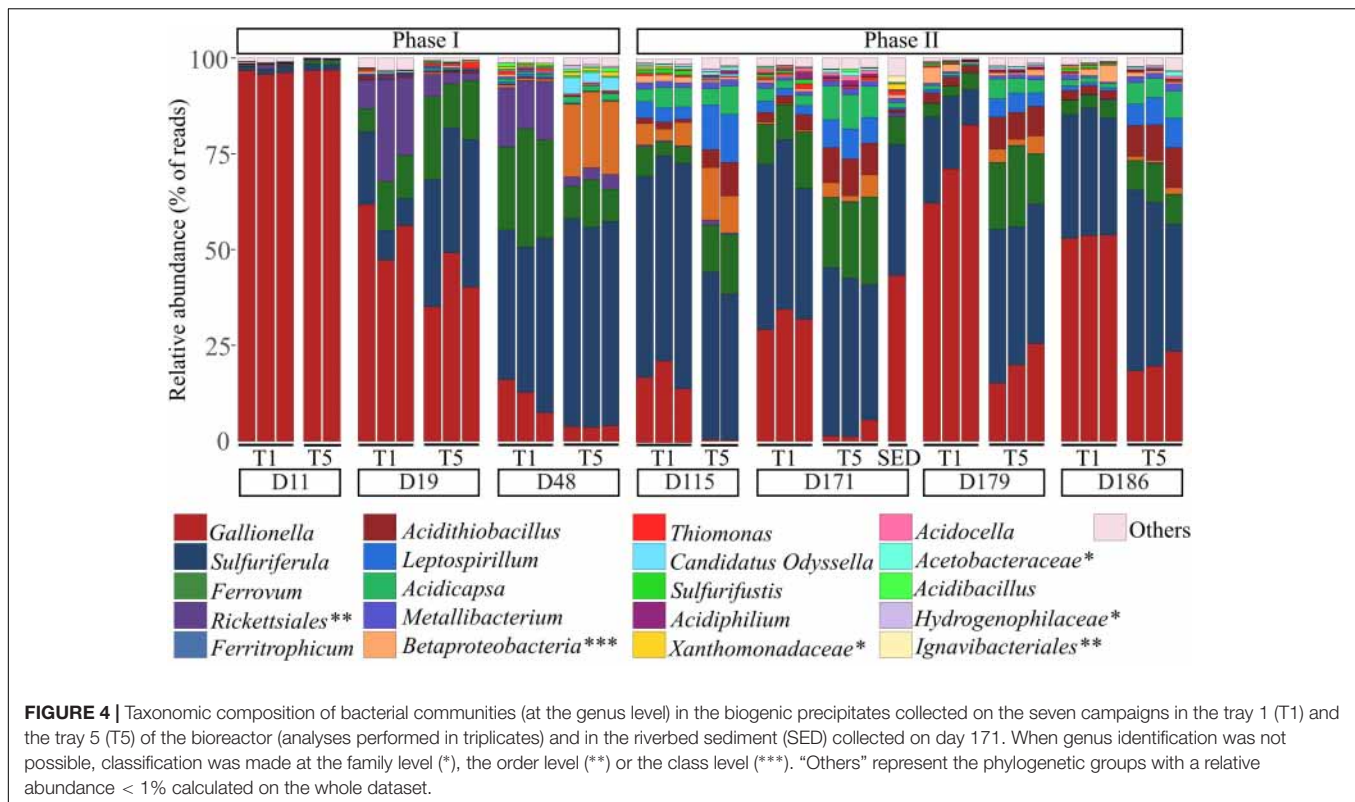 Phase I
Phase II
Relative abundance (% of reads)
100
75
50
25
0
T1 T5 T1 T5 T1 T5 T1 T5 T1 T5 SED T1 T5 T1 T5
D11 D19 D48 D115 D171 D179 D186
Gallionella Acidithiobacillus Thiomonas Acidocella Others
Sulfuriferula Leptospirillum Candidatus Odyssella Acetobacteraceae*
Ferrovum Acidicapsa Sulfurifustis Acidibacillus
Rickettsiales** Metallibacterium Acidiphilium Hydrogenophilaceae*
Ferritrophicum Betaproteobacteria*** Xanthomonadaceae* Ignavibacteriales**
FIGURE 4 | Taxonomic composition of bacterial communities (at the genus level) in the biogenic precipitates collected on the seven campaigns in the tray 1 (T1) and
the tray 5 (T5) of the bioreactor (analyses performed in triplicates) and in the riverbed sediment (SED) collected on day 171. When genus identification was not
possible, classification was made at the family level (*), the order level (**) or the class level (***). “Others” represent the phylogenetic groups with a relative
abundance < 1% calculated on the whole dataset.